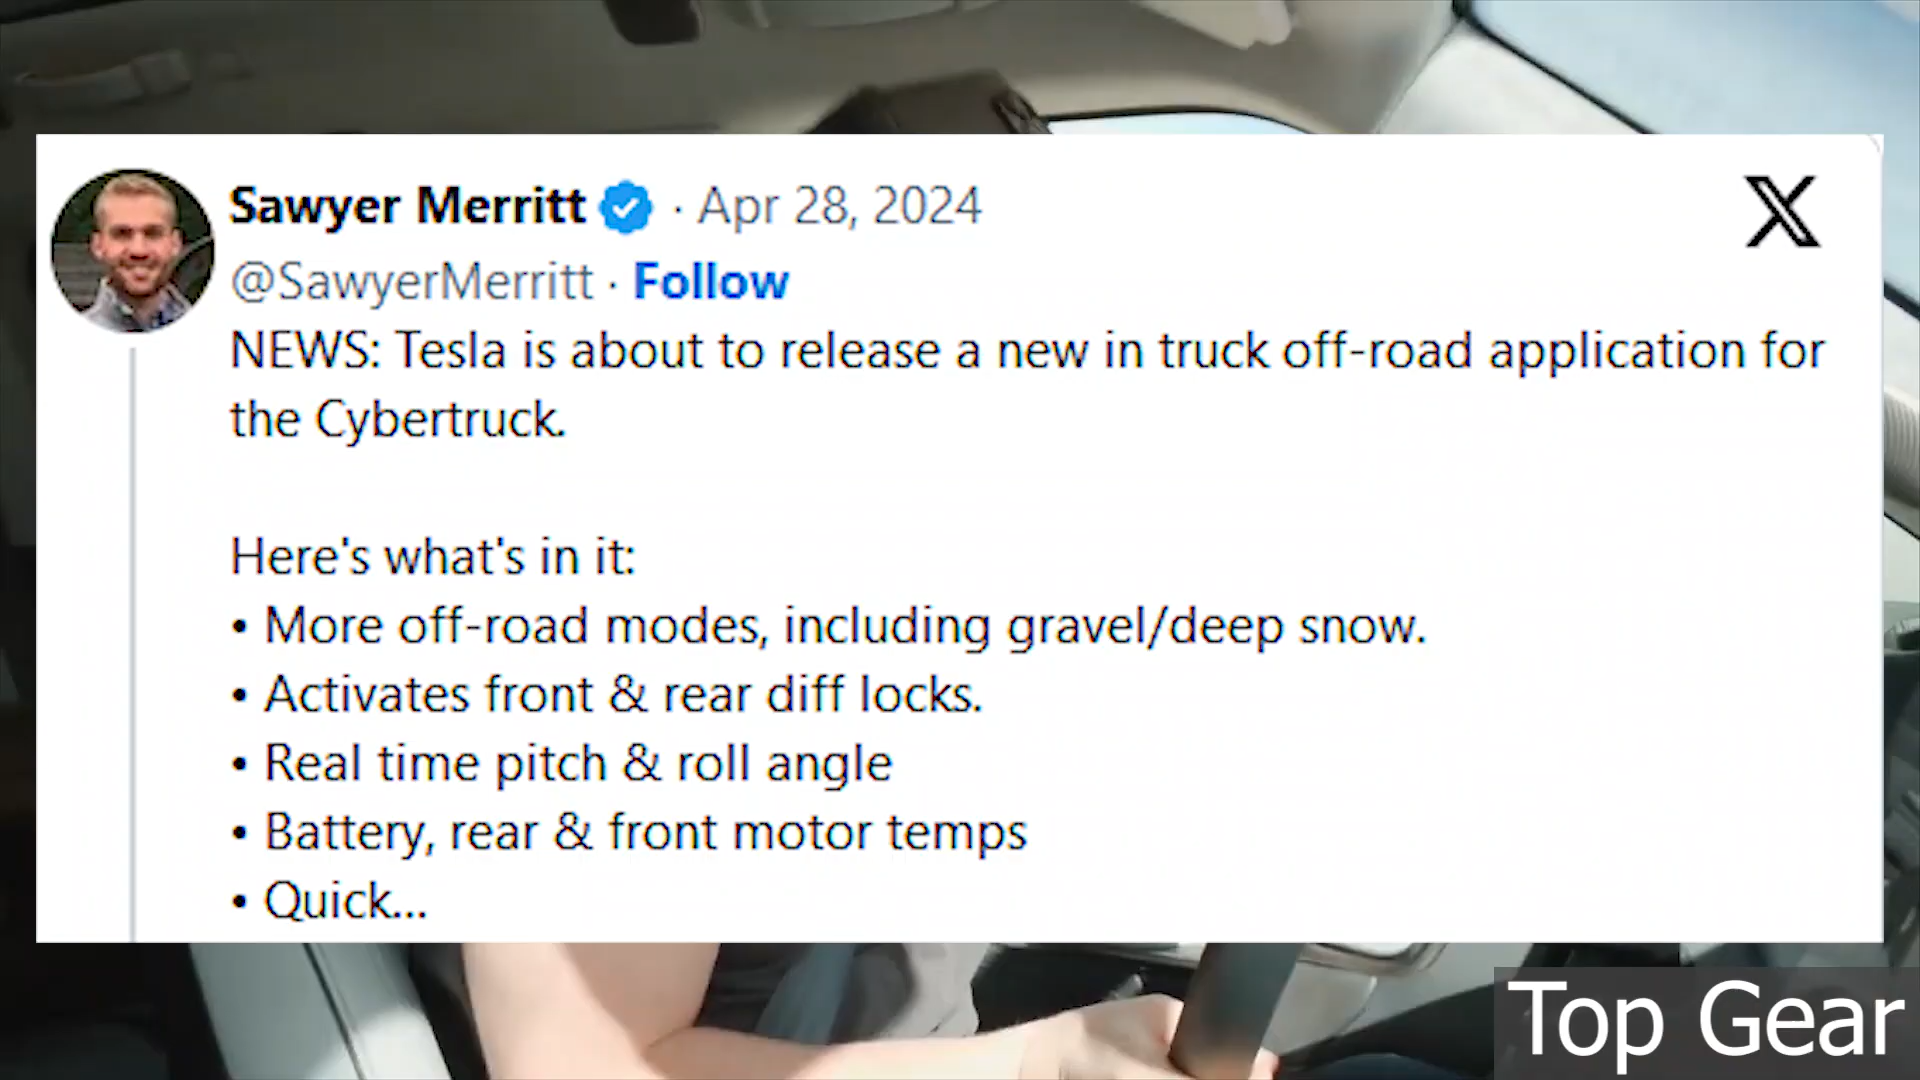 Sawyer Merritt · Apr 28, 2024
@SawyerMerritt · Follow
NEWS: Tesla is about to release a new in truck off-road application for
the Cybertruck.
Here's what's in it:
• More off-road modes, including gravel/deep snow.
• Activates front & rear diff locks.
• Real time pitch & roll angle
• Battery, rear & front motor temps
• Quick...
Top Gear